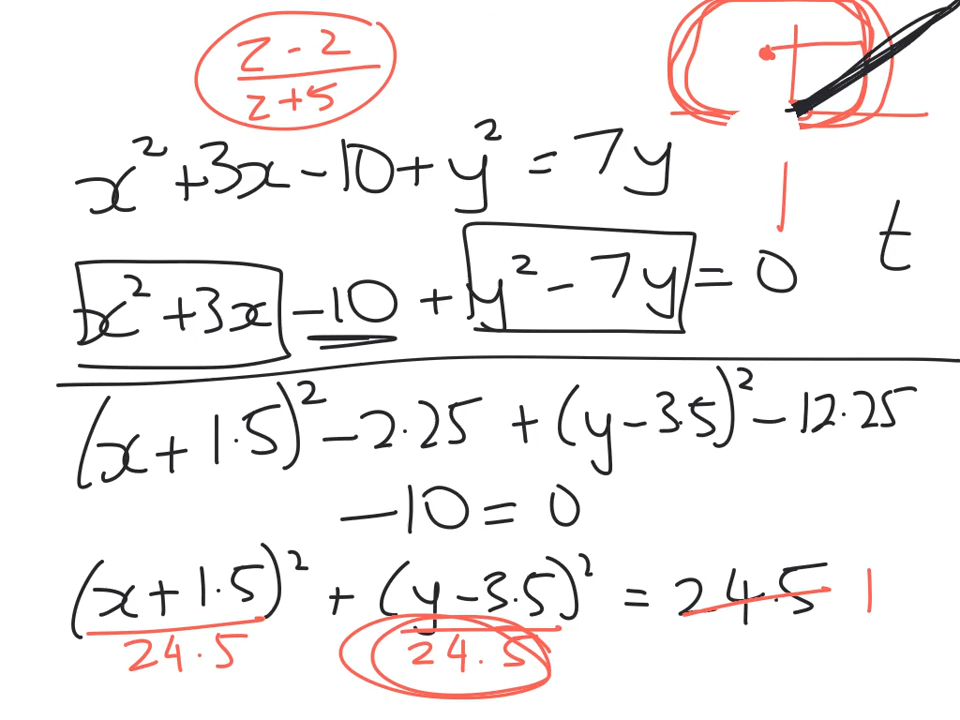 z-2
z+5
x²+3x-10+y²=7y
x²+3x-10+y²-7y=0
t
(x+1.5)²-2.25+(y-3.5)²-12.25
-10=0
(x+1.5)²+(y-3.5)²=24.5 1
24.5 24.5